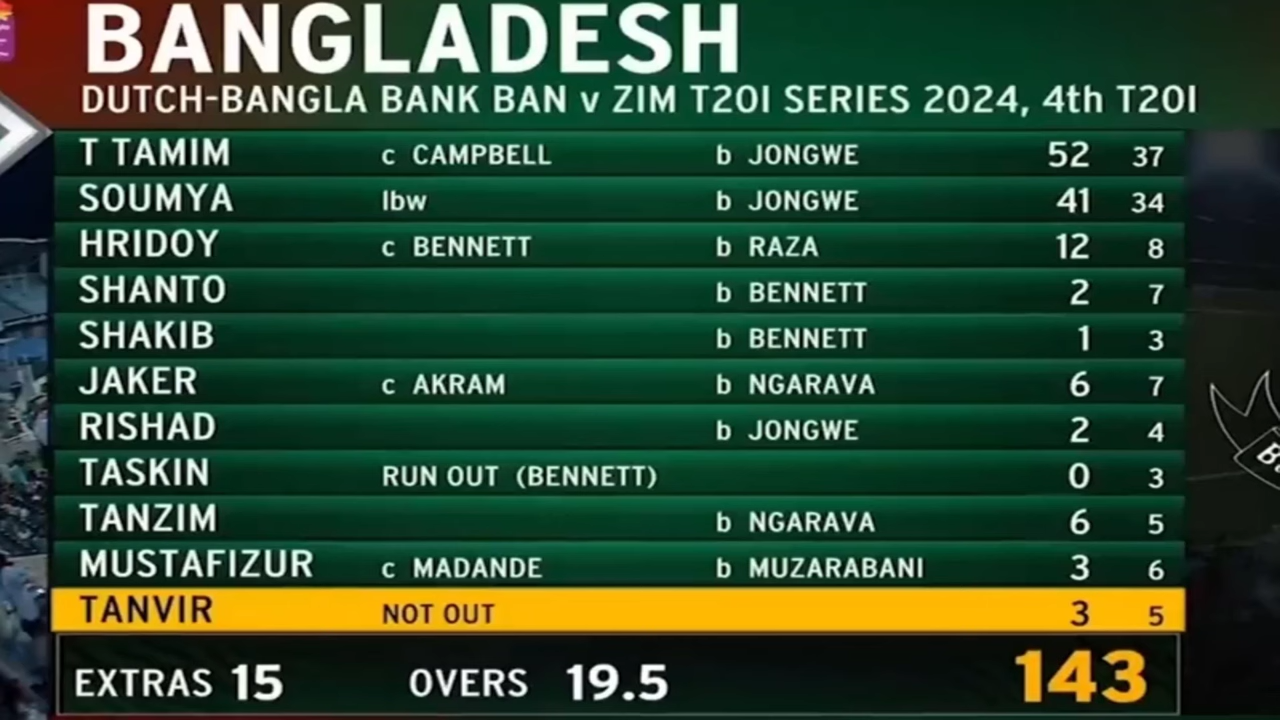 BANGLADESH
DUTCH-BANGLA BANK BAN v ZIM T20I SERIES 2024, 4th T20I
T TAMIM c CAMPBELL b JONGWE 52 37
SOUMYA lbw b JONGWE 41 34
HRIDOY c BENNETT b RAZA 12 8
SHANTO b BENNETT 2 7
SHAKIB b BENNETT 1 3
JAKER c AKRAM b NGARAVA 6 7
RISHAD b JONGWE 2 4
TASKIN RUN OUT (BENNETT) 0 3
TANZIM b NGARAVA 6 5
MUSTAFIZUR c MADANDE b MUZARABANI 3 6
TANVIR NOT OUT 3 5
EXTRAS 15 OVERS 19.5 143